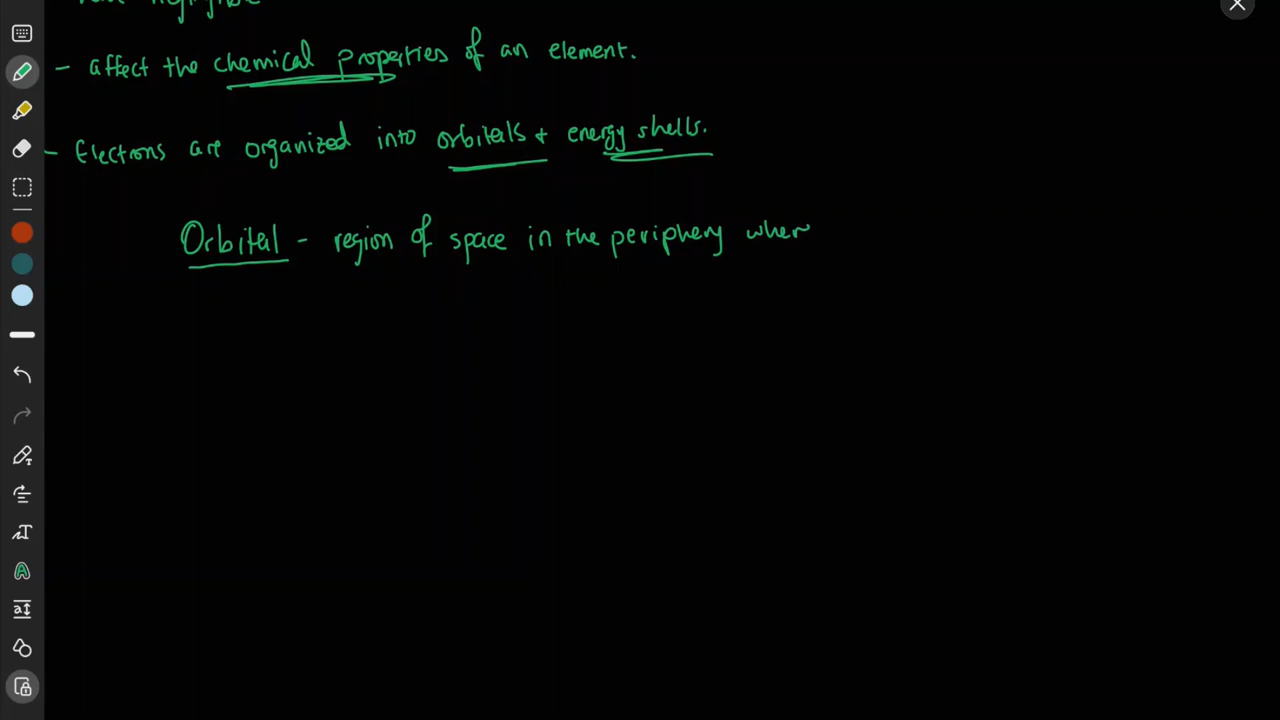 - affect the chemical properties of an element.
- Electrons are organized into orbitals + energy shells.
Orbital - region of space in the periphery wher